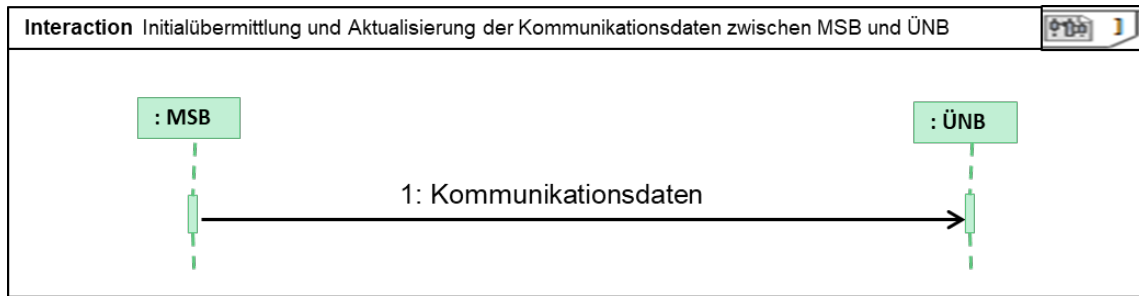 Interaction Initialübermittlung und Aktualisierung der Kommunikationsdaten zwischen MSB und ÜNB
: MSB
: ÜNB
1: Kommunikationsdaten